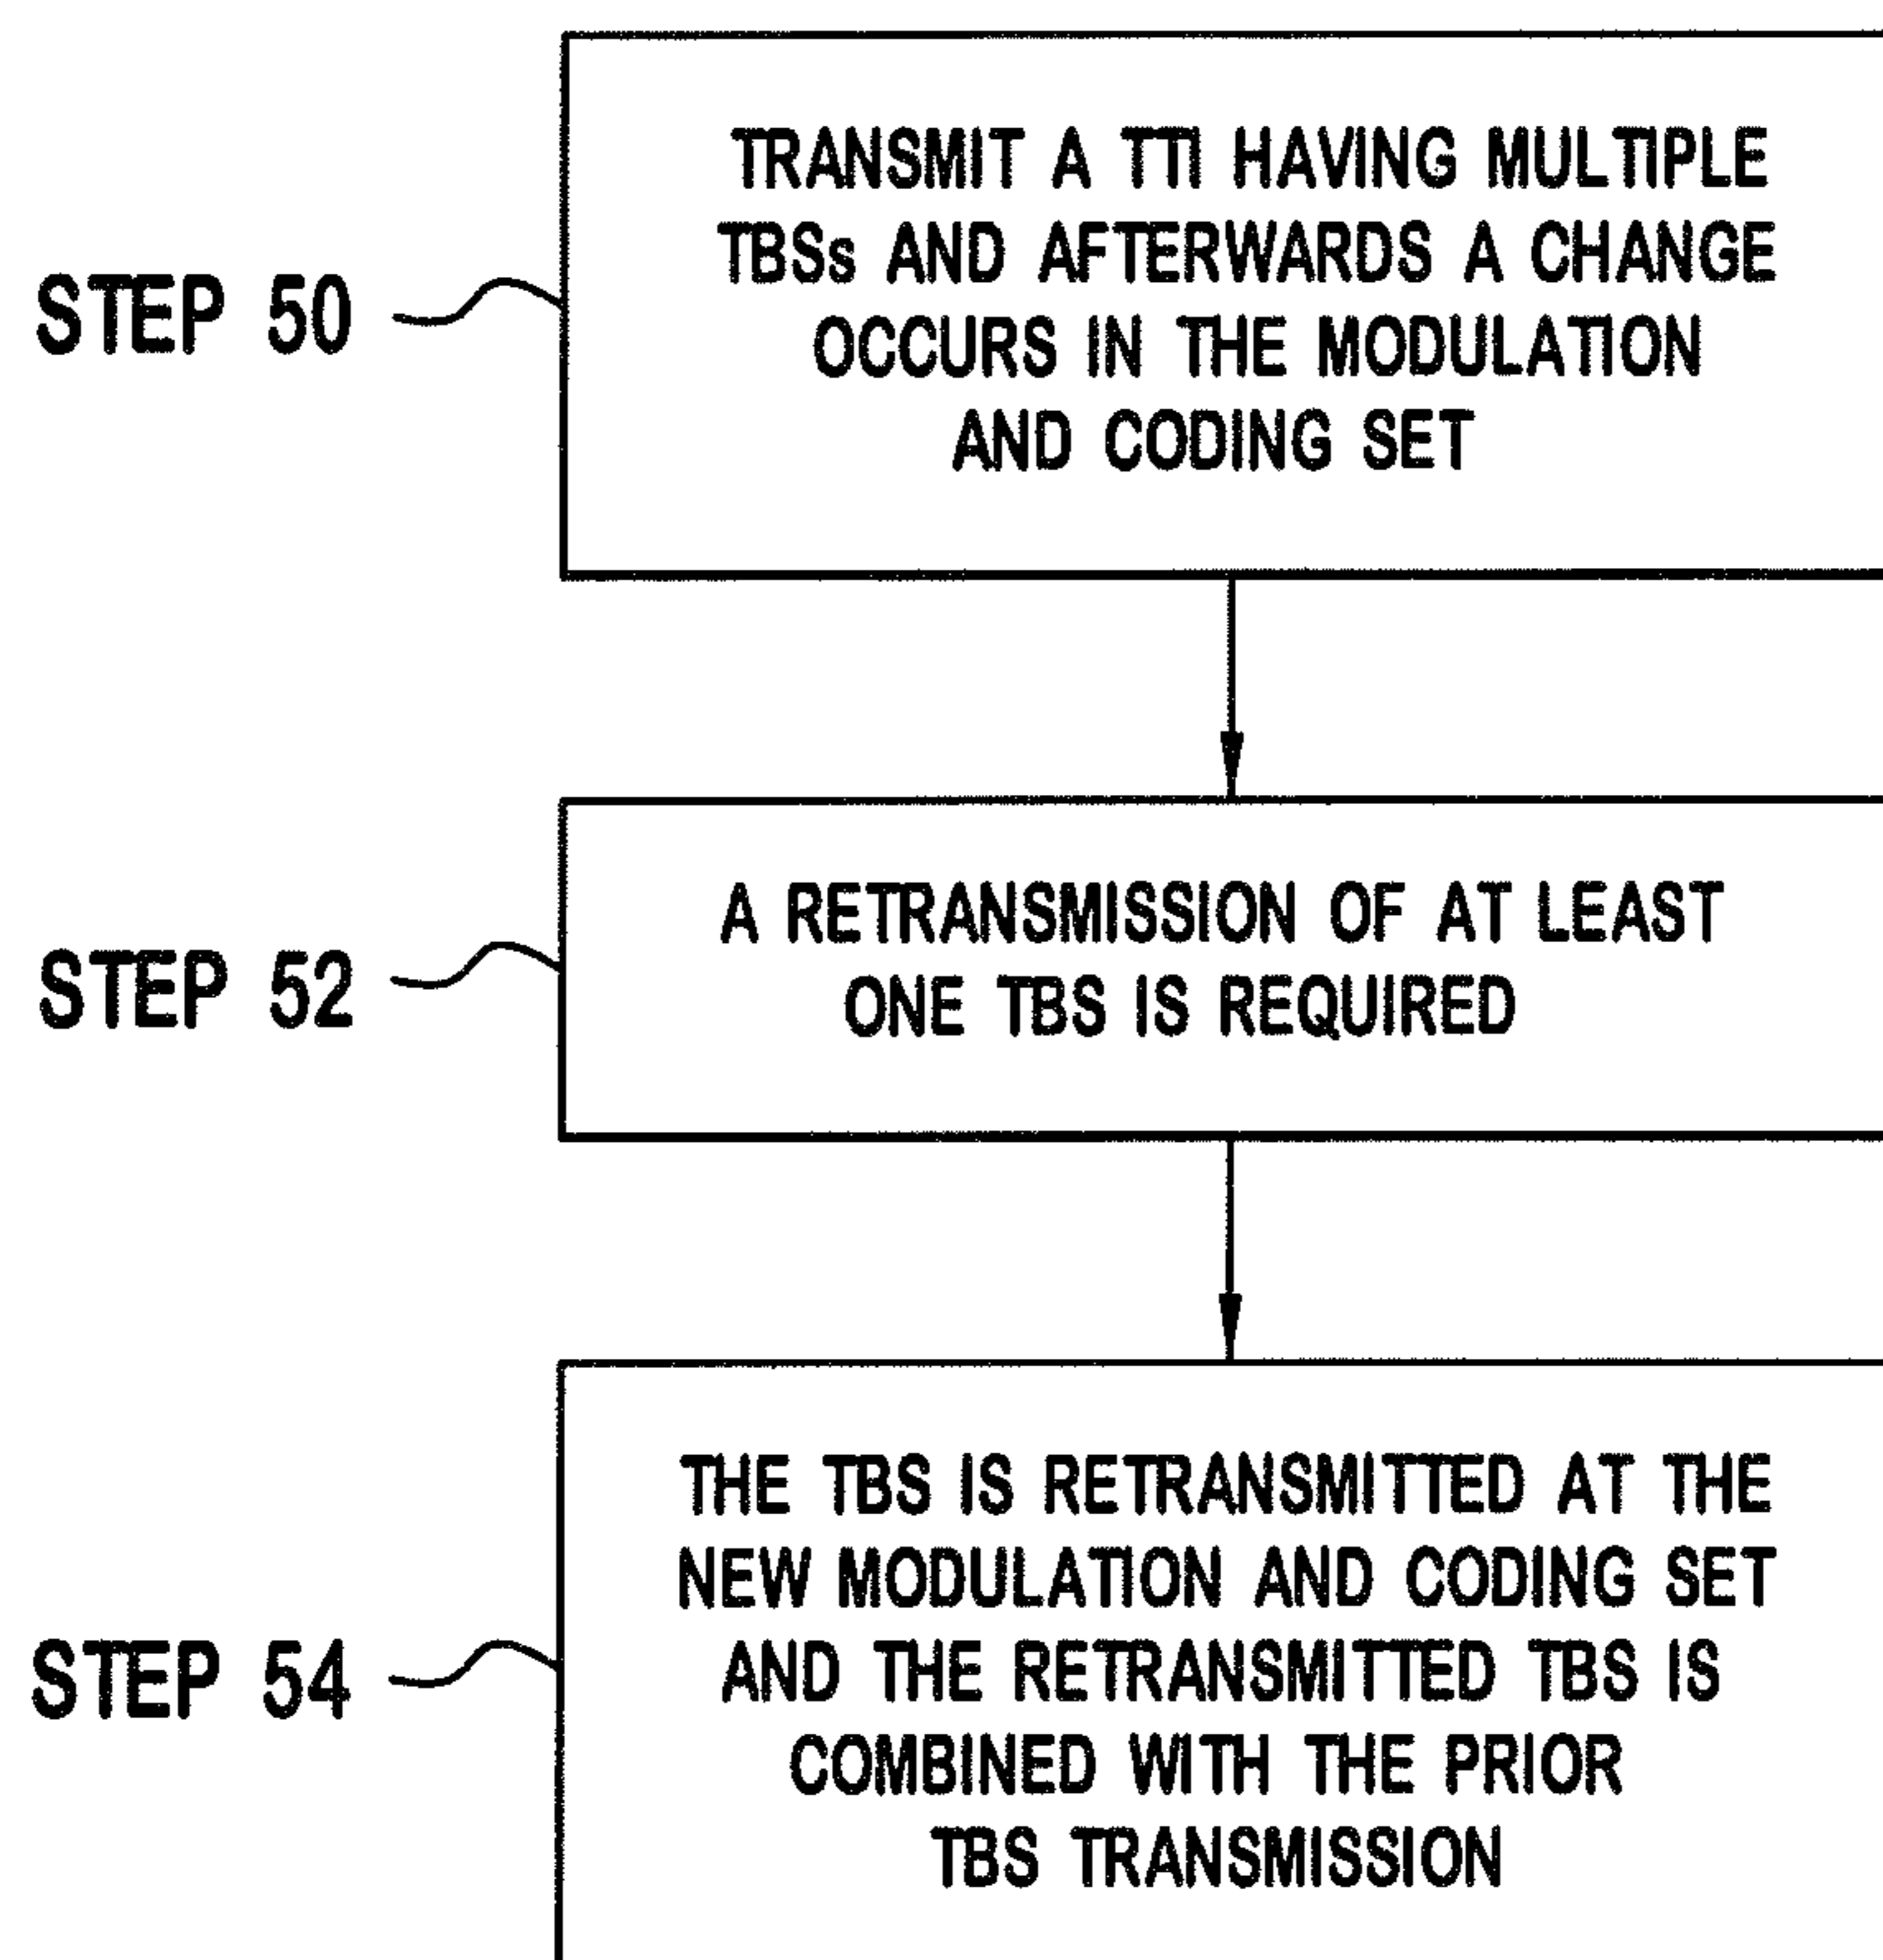 STEP 50
TRANSMIT A TTI HAVING MULTIPLE
TBSs AND AFTERWARDS A CHANGE
OCCURS IN THE MODULATION
AND CODING SET
STEP 52
A RETRANSMISSION OF AT LEAST
ONE TBS IS REQUIRED
STEP 54
THE TBS IS RETRANSMITTED AT THE
NEW MODULATION AND CODING SET
AND THE RETRANSMITTED TBS IS
COMBINED WITH THE PRIOR
TBS TRANSMISSION